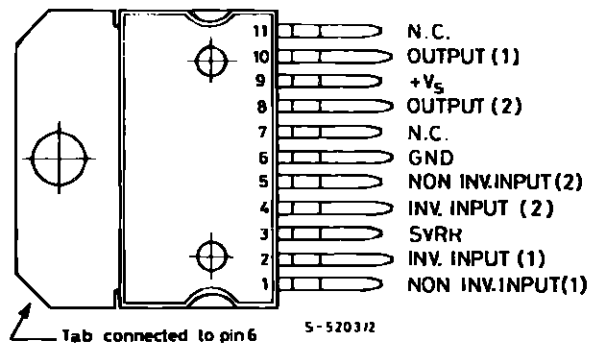 11 N.C.
10 OUTPUT (1)
9 +Vs
8 OUTPUT (2)
7 N.C.
6 GND
5 NON INV.INPUT(2)
4 INV. INPUT (2)
3 SVRR
2 INV. INPUT (1)
1 NON INV.INPUT(1)
Tab connected to pin 6
S-5203/2